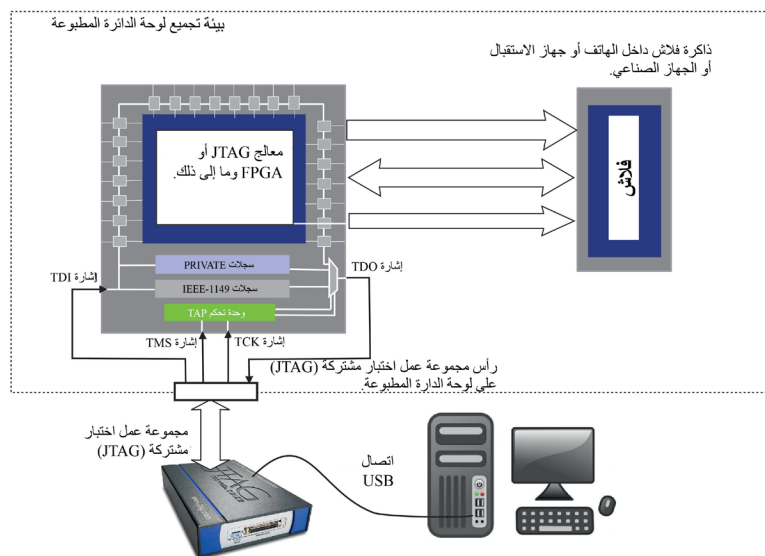 بيئة تجميع لوحة الدائرة المطبوعة
ذاكرة فلاش داخل الهاتف أو جهاز الاستقبال
أو الجهاز الصناعي.
معالج JTAG أو
FPGA وما إلى ذلك.
فلاش
سجلات PRIVATE
سجلات IEEE-1149
وحدة تحكم TAP
إشارة TDI
إشارة TDO
إشارة TMS
إشارة TCK
رأس مجموعة عمل اختبار مشتركة (JTAG)
على لوحة الدارة المطبوعة.
مجموعة عمل اختبار
مشتركة (JTAG)
اتصال
USB